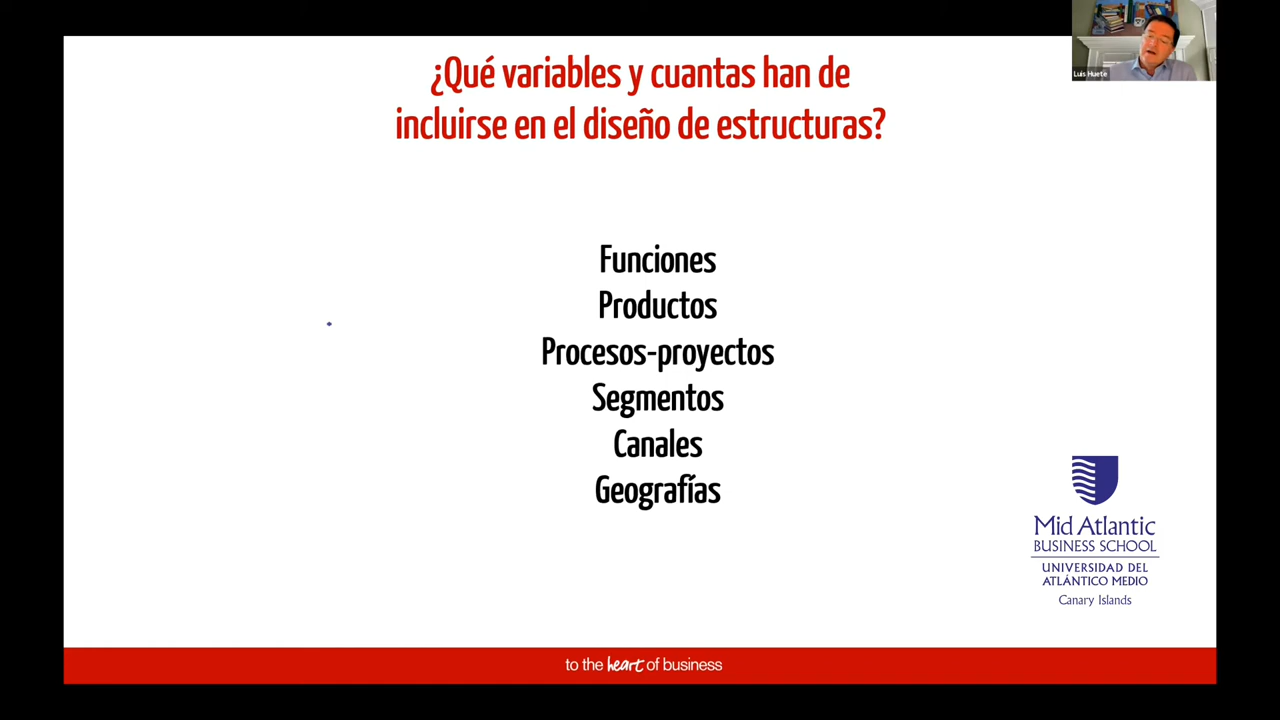 ¿Qué variables y cuantas han de
incluirse en el diseño de estructuras?
Luis Huete
Funciones
Productos
Procesos-proyectos
Segmentos
Canales
Geografías
Mid Atlantic
BUSINESS SCHOOL
UNIVERSIDAD DEL
ATLÁNTICO MEDIO
Canary Islands
to the heart of business